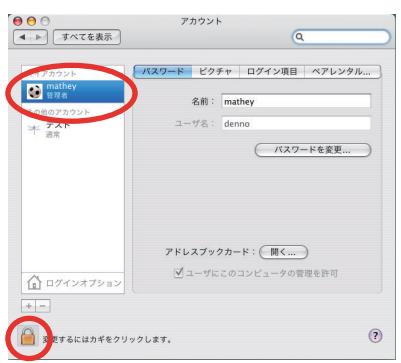 アカウント
すべてを表示
マイアカウント
mathey
管理者
その他のアカウント
テスト
通常
ログインオプション
パスワード ピクチャ ログイン項目 ペアレンタル...
名前： mathey
ユーザ名： denno
パスワードを変更...
アドレスブックカード： 開く...
ユーザにこのコンピュータの管理を許可
+ −
変更するにはカギをクリックします。
?